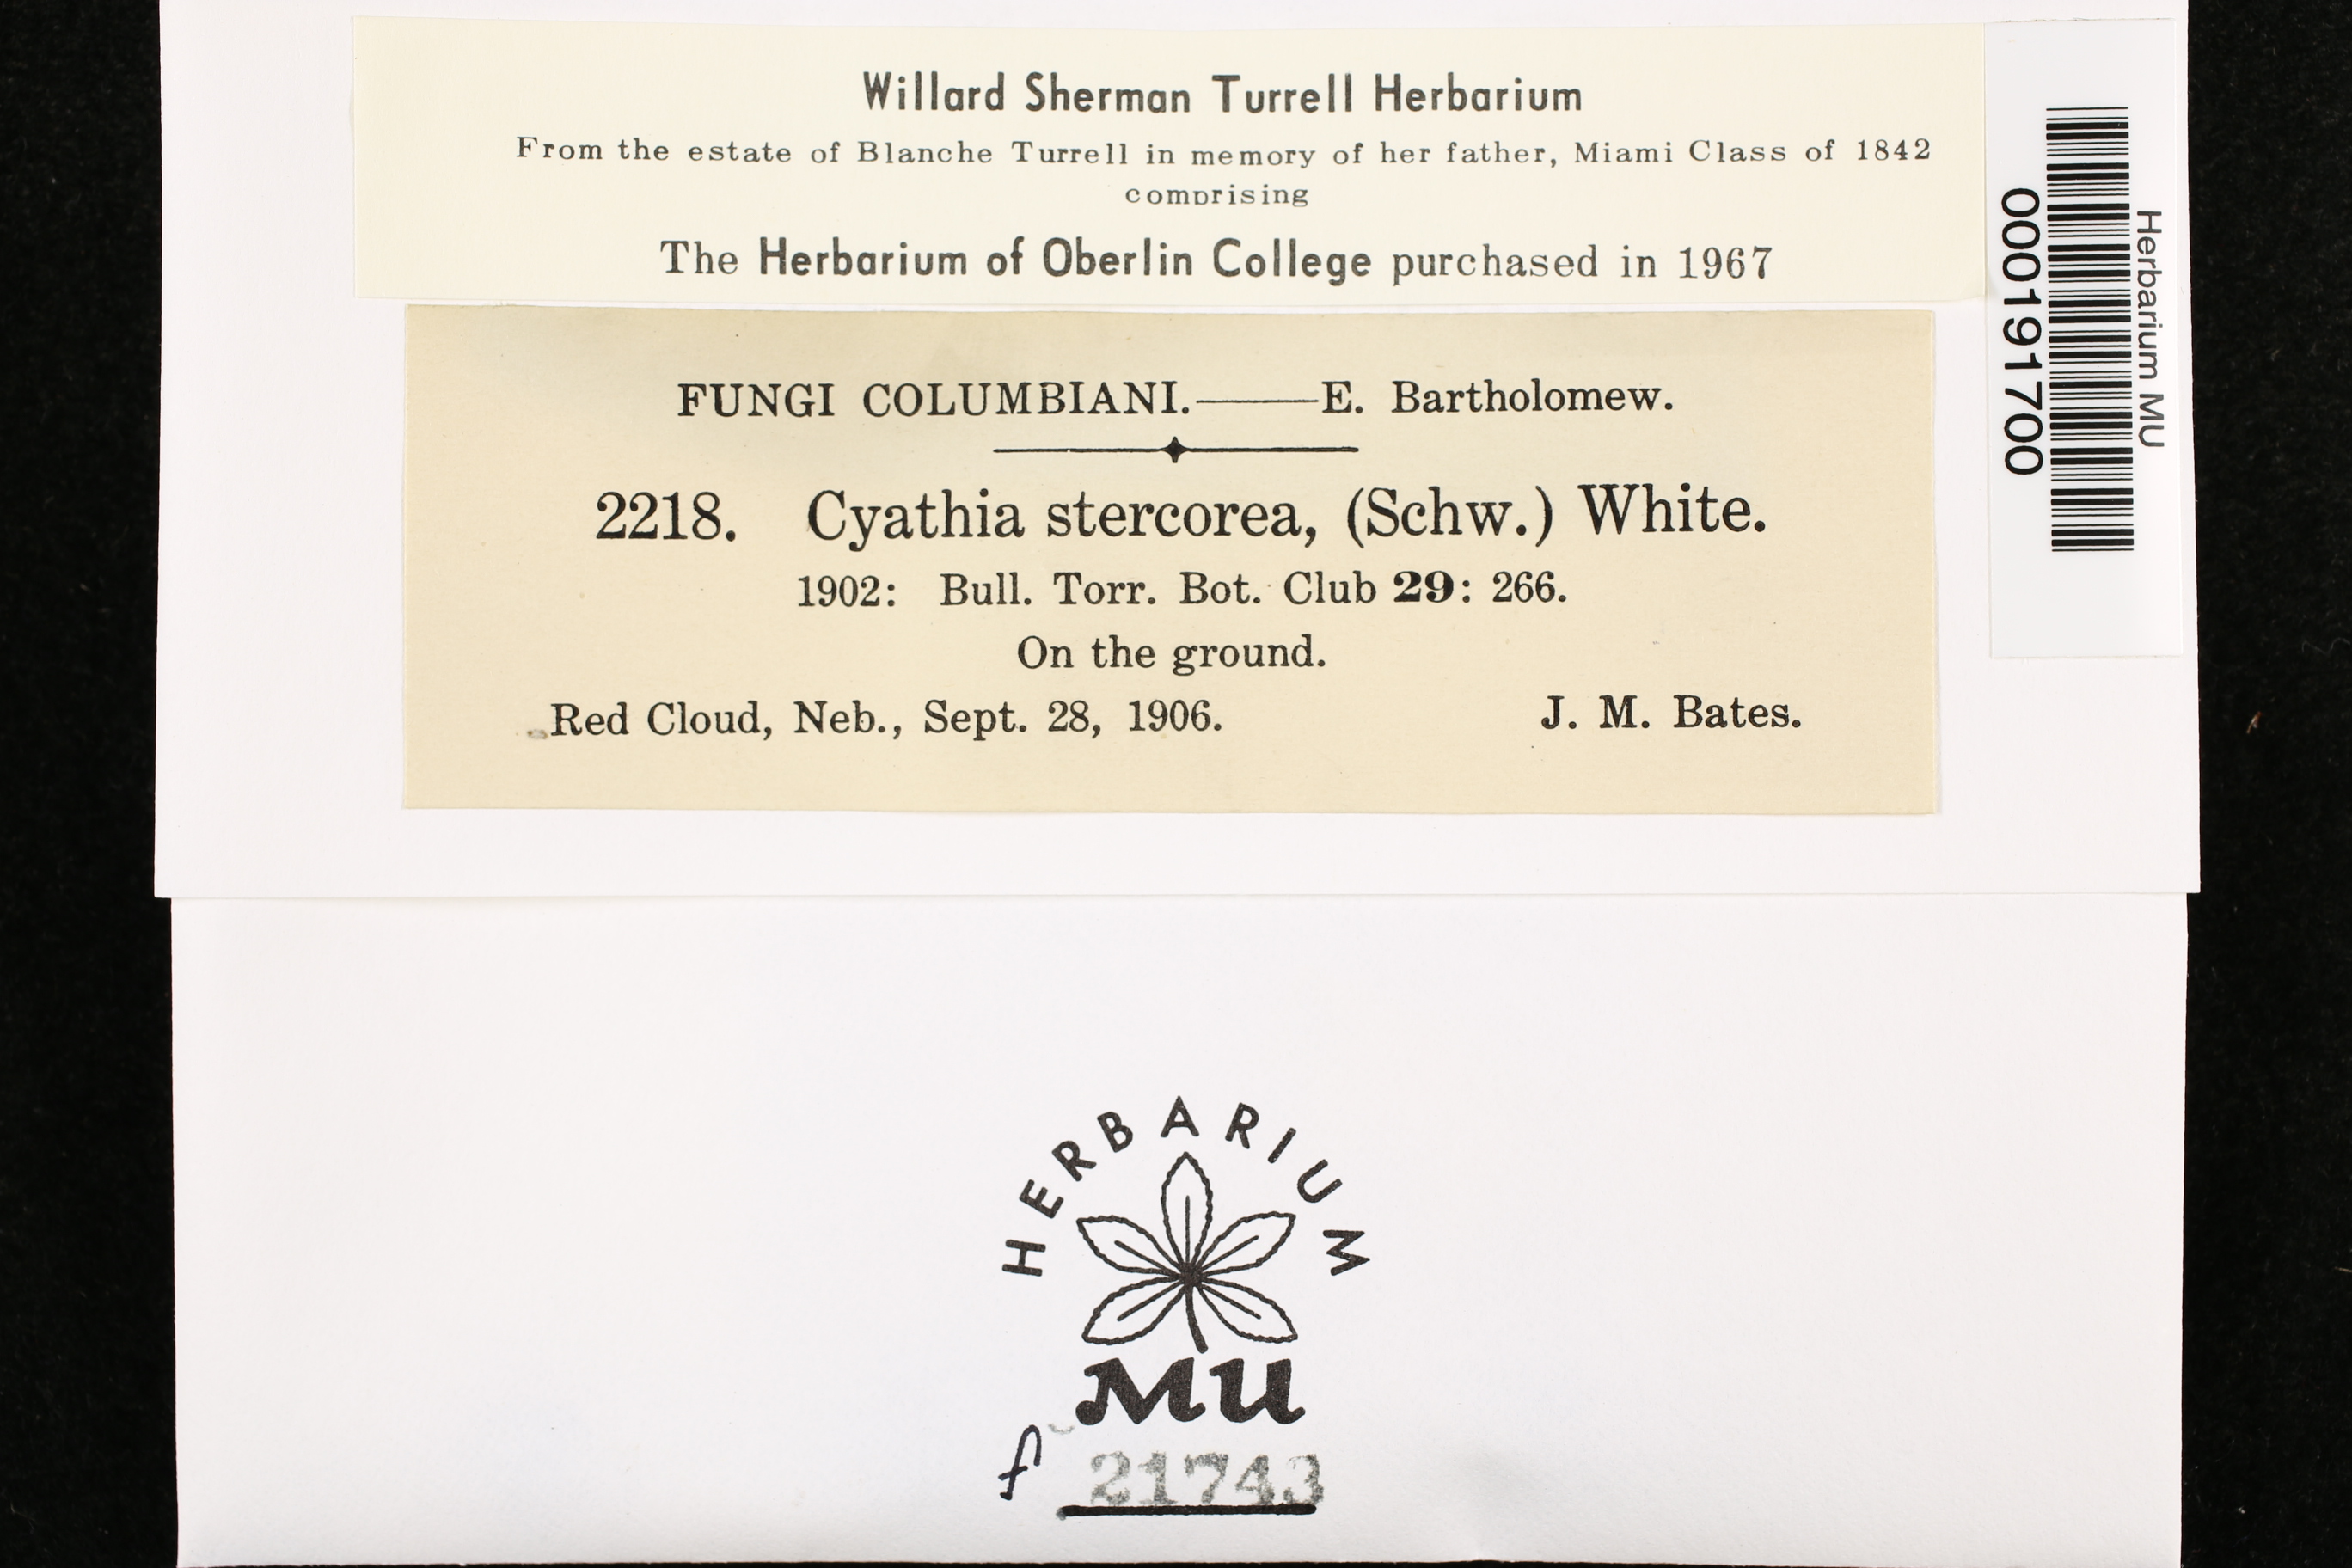 Willard Sherman Turrell Herbarium
From the estate of Blanche Turrell in memory of her father, Miami Class of 1842
comprising
The Herbarium of Oberlin College purchased in 1967
Herbarium MU
000191700
FUNGI COLUMBIANI.——E. Bartholomew.
2218. Cyathia stercorea, (Schw.) White.
1902: Bull. Torr. Bot. Club 29: 266.
On the ground.
Red Cloud, Neb., Sept. 28, 1906. J. M. Bates.
HERBARIUM
MU
f 21743